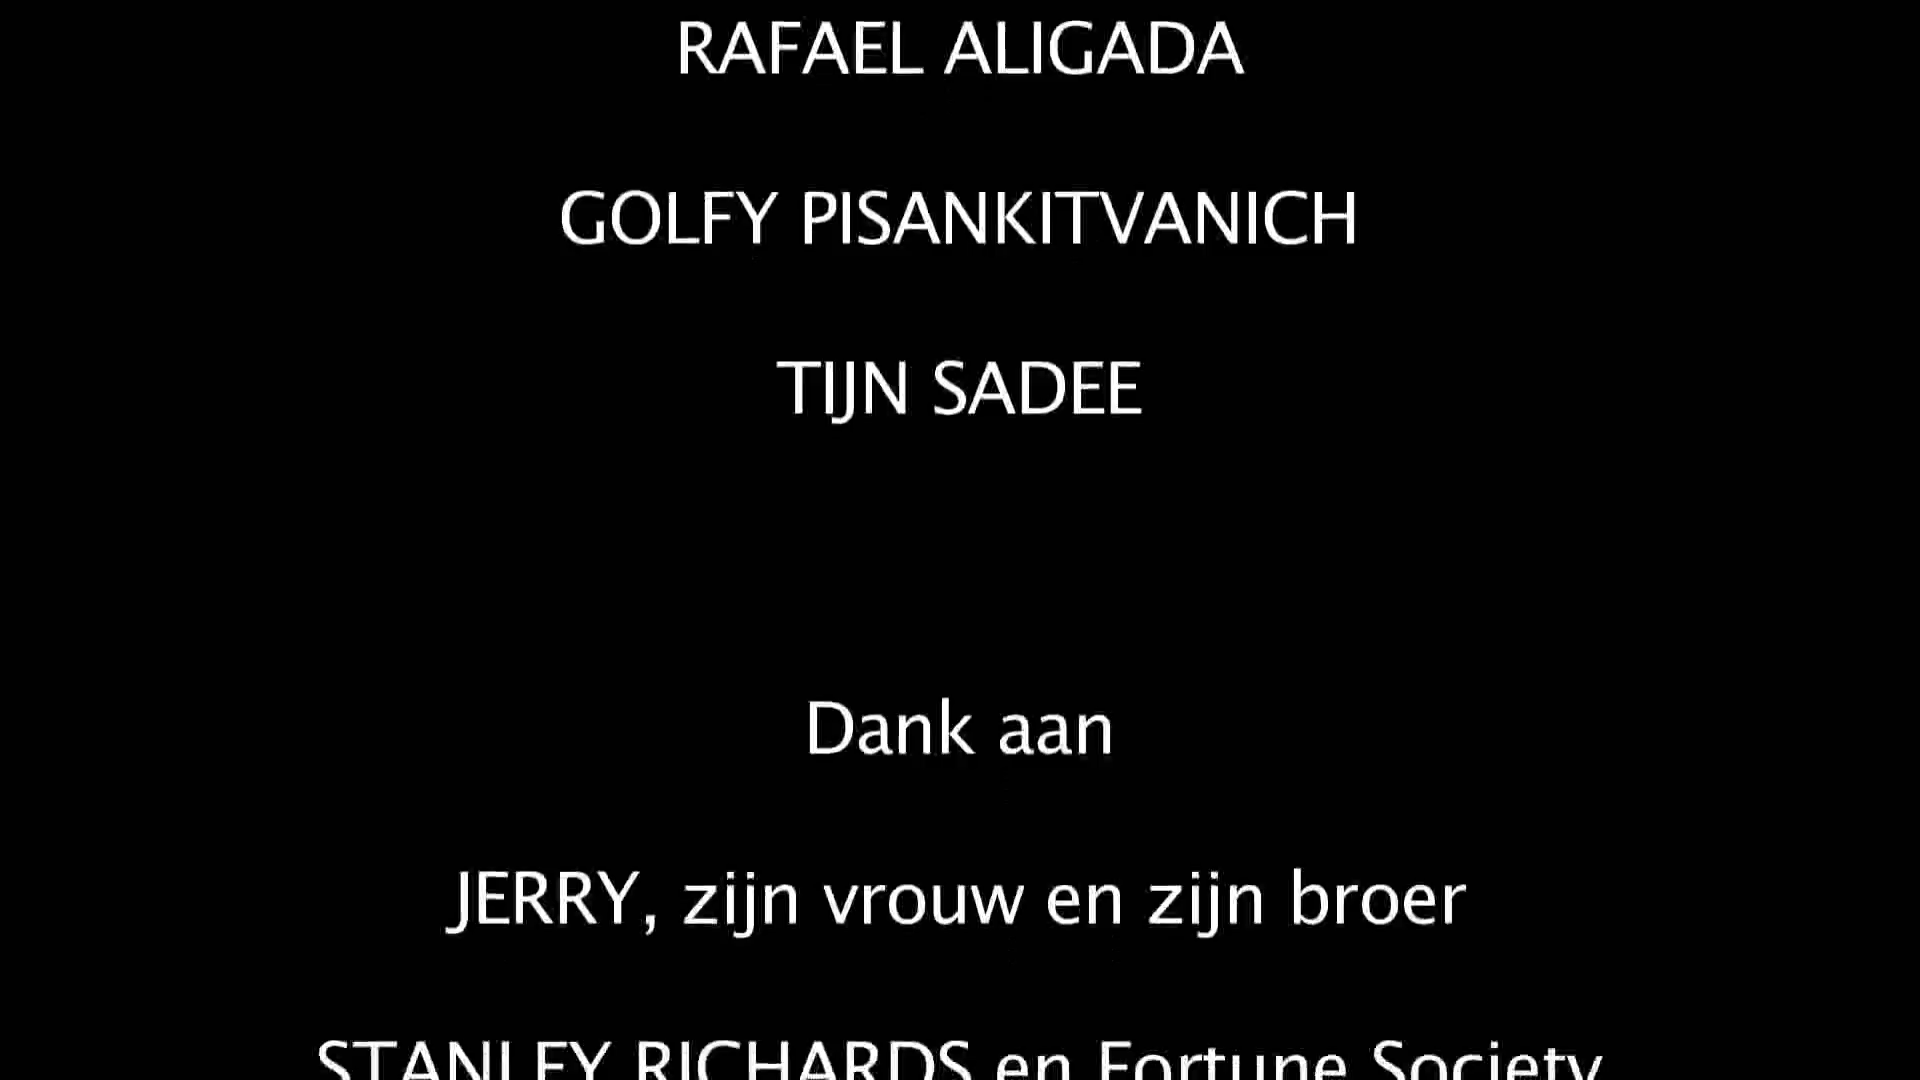 RAFAEL ALIGADA
GOLFY PISANKITVANICH
TIJN SADEE
Dank aan
JERRY, zijn vrouw en zijn broer
STANLEY RICHARDS en Fortune Society